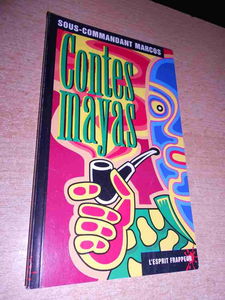 SOUS-COMMANDANT MARCOS
Contes
mayas
L'ESPRIT FRAPPEUR